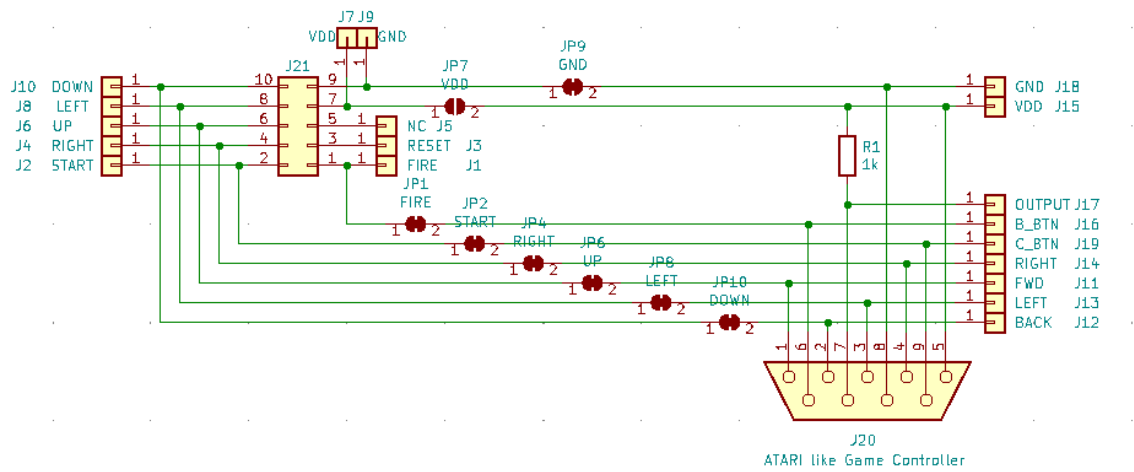 J7 J9
VDD GND
JP9
GND
J21
JP7
VDD
J10 DOWN 1 10 9 1 2 1 GND J18
J8 LEFT 1 8 7 1 2 1 VDD J15
J6 UP 1 6 5 1 NC J5
J4 RIGHT 1 4 3 1 RESET J3
J2 START 1 2 1 1 FIRE J1
1 1
R1
1k
JP1
FIRE
1 2
JP2
START
1 2
JP4
RIGHT
1 2
JP6
UP
1 2
JP8
LEFT
1 2
JP10
DOWN
1 2
1 OUTPUT J17
1 B_BTN J16
1 C_BTN J19
1 RIGHT J14
1 FWD J11
1 LEFT J13
1 BACK J12
1 6 2 7 3 8 4 9 5
J20
ATARI like Game Controller